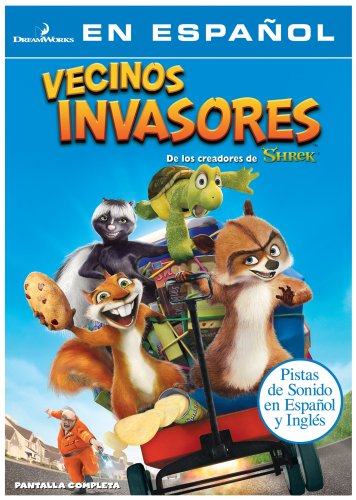 DREAMWORKS
EN ESPAÑOL
VECINOS
INVASORES
De los creadores de SHREK
Pistas
de Sonido
en Español
y Inglés
PANTALLA COMPLETA